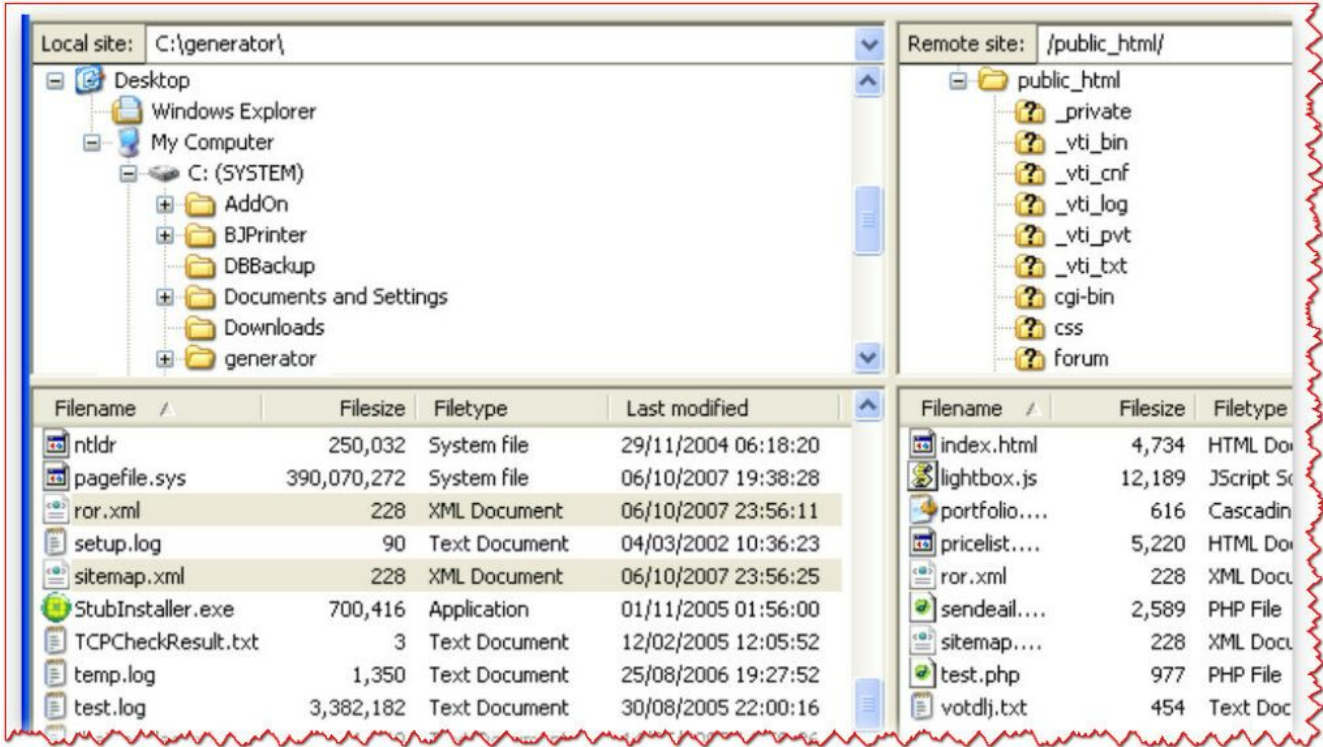 Local site: C:\generator\
Desktop
Windows Explorer
My Computer
C: (SYSTEM)
AddOn
BJPrinter
DBBackup
Documents and Settings
Downloads
generator
Remote site: /public_html/
public_html
_private
_vti_bin
_vti_cnf
_vti_log
_vti_pvt
_vti_txt
cgi-bin
css
forum
Filename Filesize Filetype Last modified
ntldr 250,032 System file 29/11/2004 06:18:20
pagefile.sys 390,070,272 System file 06/10/2007 19:38:28
ror.xml 228 XML Document 06/10/2007 23:56:11
setup.log 90 Text Document 04/03/2002 10:36:23
sitemap.xml 228 XML Document 06/10/2007 23:56:25
StubInstaller.exe 700,416 Application 01/11/2005 01:56:00
TCPCheckResult.txt 3 Text Document 12/02/2005 12:05:52
temp.log 1,350 Text Document 25/08/2006 19:27:52
test.log 3,382,182 Text Document 30/08/2005 22:00:16
Filename Filesize Filetype
index.html 4,734 HTML Do
lightbox.js 12,189 JScript Sc
portfolio.... 616 Cascadin
pricelist.... 5,220 HTML Do
ror.xml 228 XML Docu
sendeail.... 2,589 PHP File
sitemap.... 228 XML Docu
test.php 977 PHP File
votdlj.txt 454 Text Doc